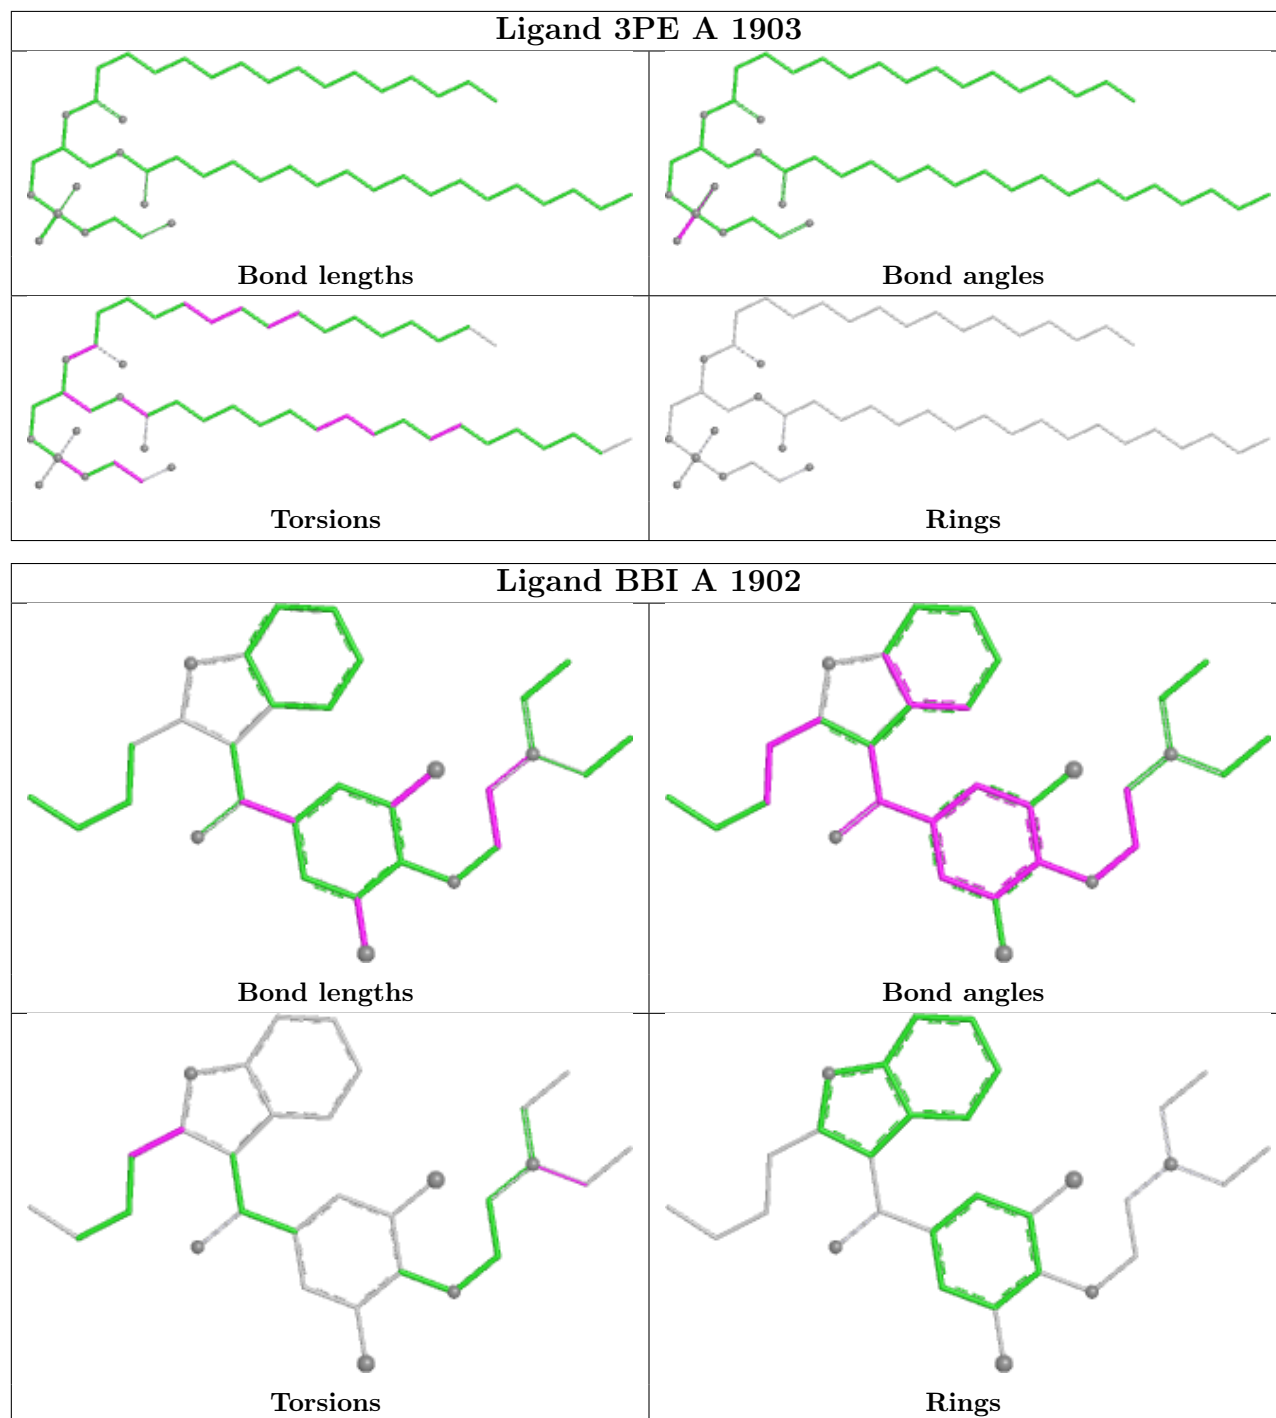 Ligand 3PE A 1903
Bond lengths
Bond angles
Torsions
Rings
Ligand BBI A 1902
Bond lengths
Bond angles
Torsions
Rings